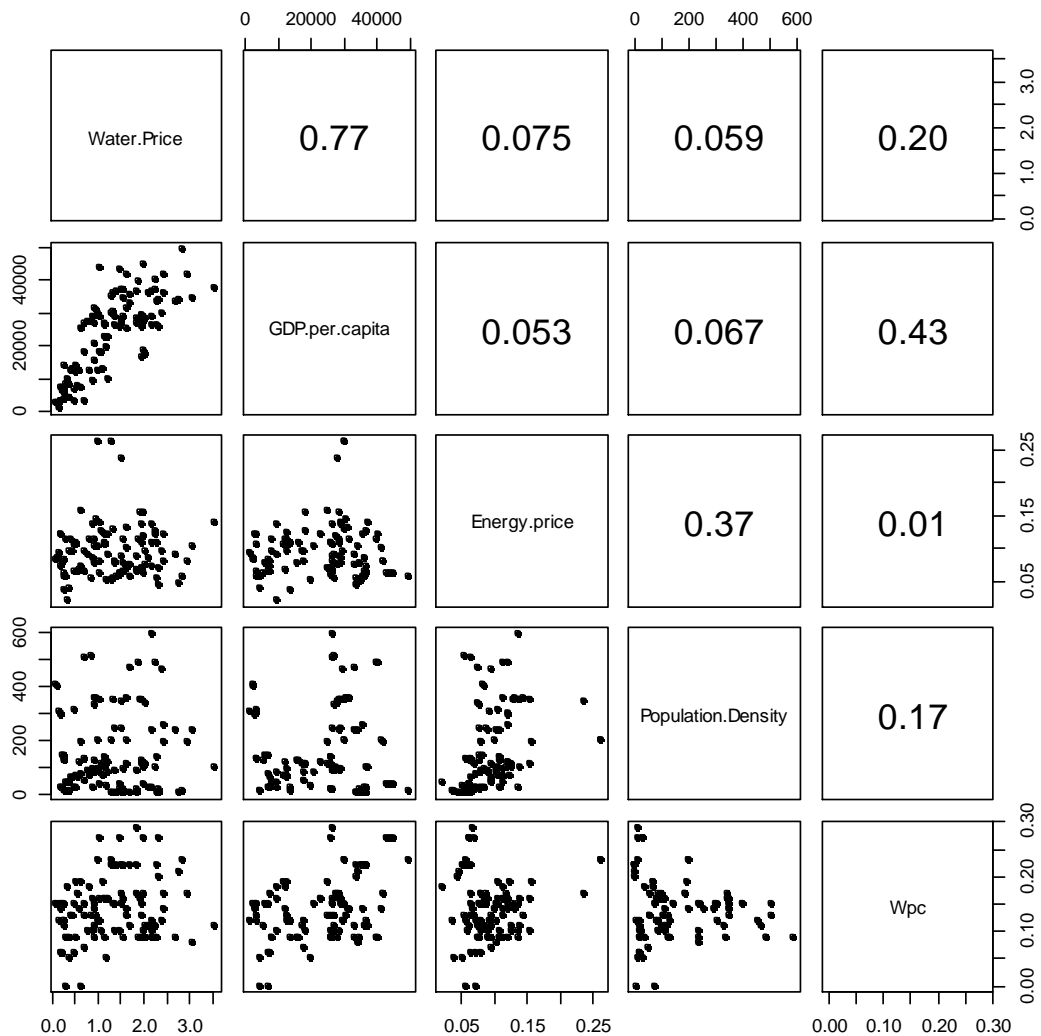 0 20000 40000 0 200 400 600
Water.Price 0.77 0.075 0.059 0.20 0.0 1.0 2.0 3.0
0 20000 40000 GDP.per.capita 0.053 0.067 0.43
Energy.price 0.37 0.01 0.05 0.15 0.25
0 200 400 600 Population.Density 0.17
Wpc 0.00 0.10 0.20 0.30
0.0 1.0 2.0 3.0 0.05 0.15 0.25 0.00 0.10 0.20 0.30